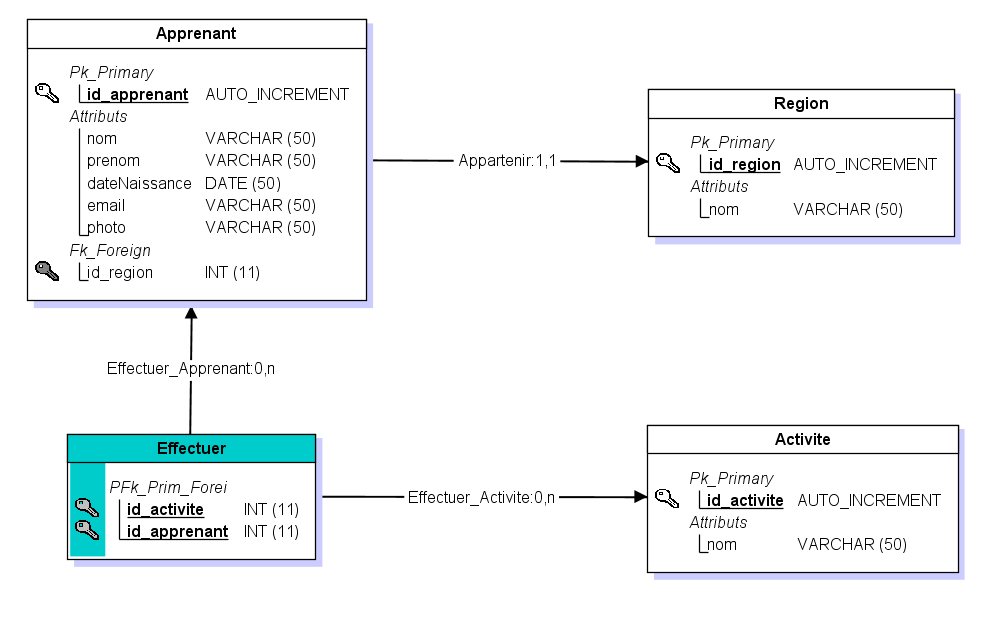 Apprenant
Pk_Primary
id_apprenant AUTO_INCREMENT
Attributs
nom VARCHAR (50)
prenom VARCHAR (50)
dateNaissance DATE (50)
email VARCHAR (50)
photo VARCHAR (50)
Fk_Foreign
id_region INT (11)
Appartenir:1,1
Region
Pk_Primary
id_region AUTO_INCREMENT
Attributs
nom VARCHAR (50)
Effectuer_Apprenant:0,n
Effectuer
PFk_Prim_Forei
id_activite INT (11)
id_apprenant INT (11)
Effectuer_Activite:0,n
Activite
Pk_Primary
id_activite AUTO_INCREMENT
Attributs
nom VARCHAR (50)